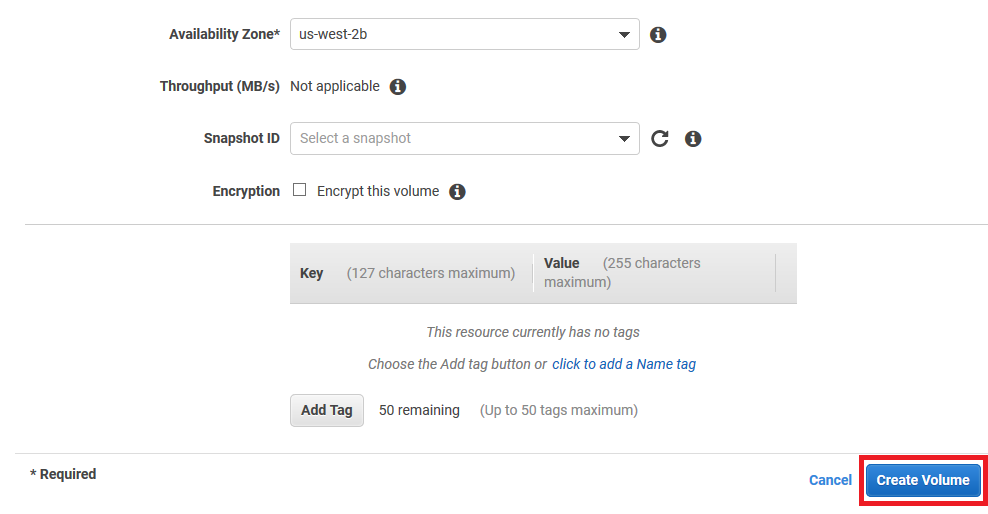 Availability Zone* us-west-2b
Throughput (MB/s) Not applicable
Snapshot ID Select a snapshot
Encryption Encrypt this volume
Key (127 characters maximum) Value (255 characters
maximum)
This resource currently has no tags
Choose the Add tag button or click to add a Name tag
Add Tag 50 remaining (Up to 50 tags maximum)
* Required
Cancel Create Volume